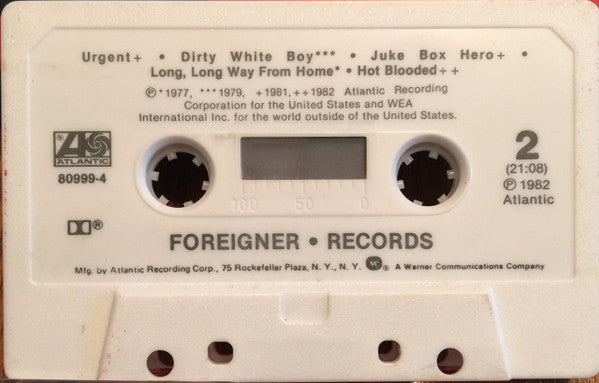 Urgent+ • Dirty White Boy*** • Juke Box Hero+ •
Long, Long Way From Home* • Hot Blooded++
℗ *1977, ***1979, +1981, ++1982 Atlantic Recording
Corporation for the United States and WEA
International Inc. for the world outside of the United States.
ATLANTIC
80999-4
2
(21:08)
℗ 1982
Atlantic
100 50 0
®
FOREIGNER • RECORDS
Mfg. by Atlantic Recording Corp., 75 Rockefeller Plaza, N. Y., N. Y. W ®. A Warner Communications Company